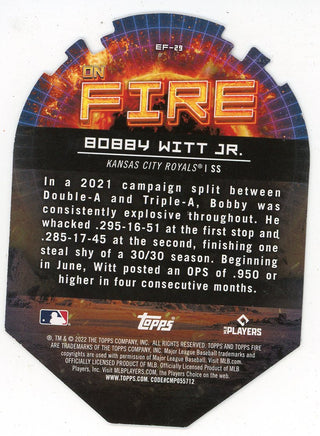 EF-29
ON
FIRE
BOBBY WITT JR.
KANSAS CITY ROYALS® | SS
In a 2021 campaign split between
Double-A and Triple-A, Bobby was
consistently explosive throughout. He
whacked .295-16-51 at the first stop and
.285-17-45 at the second, finishing one
steal shy of a 30/30 season. Beginning
in June, Witt posted an OPS of .950 or
higher in four consecutive months.
topps
MLB PLAYERS
®, TM & © 2022 THE TOPPS COMPANY, INC. ALL RIGHTS RESERVED. TOPPS AND TOPPS FIRE
ARE TRADEMARKS OF THE TOPPS COMPANY, INC. Major League Baseball trademarks and
copyrights are used with permission of Major League Baseball. Visit MLB.com.
OFFICIALLY LICENSED PRODUCT OF MLB Officially Licensed Product of MLB
Players, Inc. Visit MLBPLAYERS.com, the Players Choice on the web.
WWW.TOPPS.COM. CODE#CMP055712